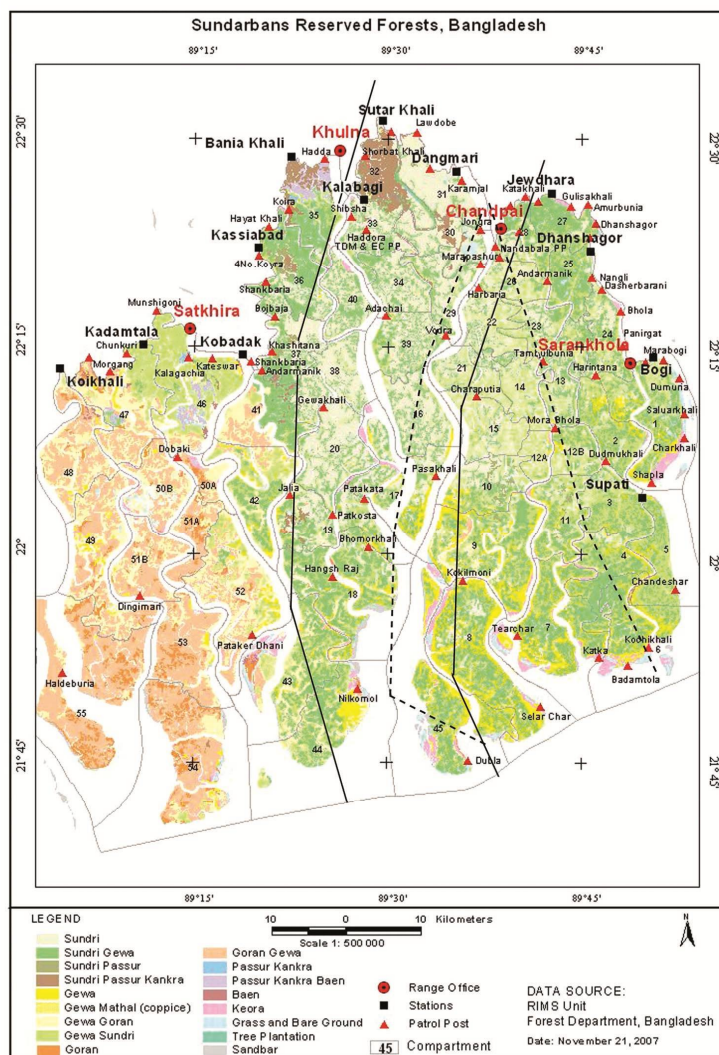 Sundarbans Reserved Forests, Bangladesh
89°15' 89°30' 89°45'
22°30' 22°30'
Sutar Khali
Lawdobe
Khulna
Bania Khali
Hadda
Shorbat Khali
32
Dangmari
Karamjal
31
Kalabagi
Jewdhara
Katakhali
Gulisakhali
Koira
35
Shibsha
33
Chandpai
27
Amurbunia
Hayat Khali
Jongra
30
28
Dhanshagor
Kassiabad
Haddora
TDM & EC PP
Nandabala PP
Dhanshagor
4No.Koyra
Marapashur
25
36
34
26
Andarmanik
Nangli
Shankbaria
Harbaria
Dasherbarani
Munshigoni
40
Bojbaja
Adachai
29
22
23
24
Bhola
Satkhira
Vodra
Panirgat
22°15' 22°15'
Kadamtala
Kobadak
Khashitana
37
39
Sarankhola
Chunkuri
Shankbaria
Tambulbunia
Marabogi
Morgang
Kalagachia
Kateswar
Andarmanik
38
21
13
Harintana
Bogi
Koikhali
14
Dumuria
46
41
Gewakhali
16
Charaputia
Saluarkhali
47
15
Mora Bhola
2
1
20
Charkhali
48
Dobaki
12A
12B
Dudmukhali
50B
50A
42
Jalia
Patakata
17
Pasakhali
10
Shapla
Supati
49
51A
19
Patkosta
11
3
22° 22°
51B
Bhomorkhali
9
4
5
52
Hangsh Raj
18
Kokilmoni
Chandeshar
Dingimari
53
Pataker Dhani
8
Tearchar
7
Kochikhali
6
Haldeburia
43
Katka
Badamtola
55
Nilkomol
Selar Char
44
45
21°45' 21°45'
54
Dubla
89°15' 89°30' 89°45'
LEGEND
Sundri
Sundri Gewa
Sundri Passur
Sundri Passur Kankra
Gewa
Gewa Mathal (coppice)
Gewa Goran
Gewa Sundri
Goran
Goran Gewa
Passur Kankra
Passur Kankra Baen
Baen
Keora
Grass and Bare Ground
Tree Plantation
Sandbar
10 0 10 Kilometers
Scale 1: 500 000
Range Office
Stations
Patrol Post
45 Compartment
N
DATA SOURCE:
RIMS Unit
Forest Department, Bangladesh
Date: November 21, 2007